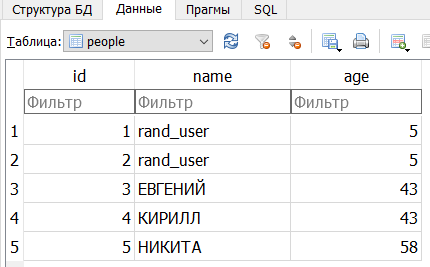 Структура БД Данные Прагмы SQL
Таблица: people
id name age
Фильтр Фильтр Фильтр
1 1 rand_user 5
2 2 rand_user 5
3 3 ЕВГЕНИЙ 43
4 4 КИРИЛЛ 43
5 5 НИКИТА 58